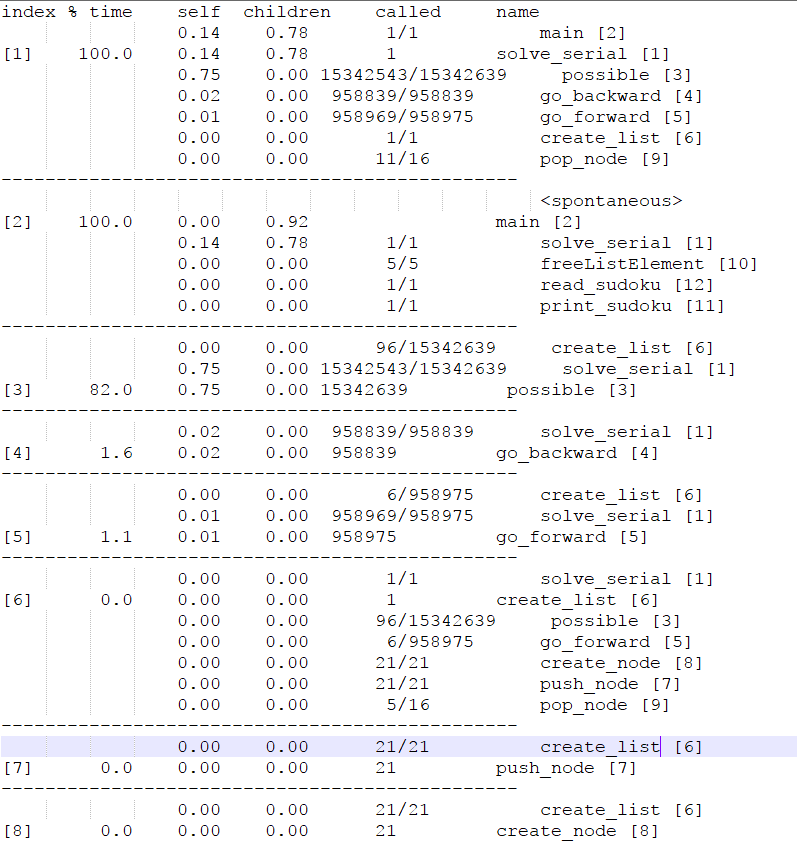 index % time    self  children    called     name
                0.14    0.78       1/1           main [2]
[1]    100.0    0.14    0.78       1         solve_serial [1]
                0.75    0.00 15342543/15342639     possible [3]
                0.02    0.00  958839/958839      go_backward [4]
                0.01    0.00  958969/958975      go_forward [5]
                0.00    0.00       1/1           create_list [6]
                0.00    0.00      11/16          pop_node [9]
-----------------------------------------------
                                                 <spontaneous>
[2]    100.0    0.00    0.92                 main [2]
                0.14    0.78       1/1           solve_serial [1]
                0.00    0.00       5/5           freeListElement [10]
                0.00    0.00       1/1           read_sudoku [12]
                0.00    0.00       1/1           print_sudoku [11]
-----------------------------------------------
                0.00    0.00      96/15342639     create_list [6]
                0.75    0.00 15342543/15342639     solve_serial [1]
[3]     82.0    0.75    0.00 15342639         possible [3]
-----------------------------------------------
                0.02    0.00  958839/958839      solve_serial [1]
[4]      1.6    0.02    0.00  958839         go_backward [4]
-----------------------------------------------
                0.00    0.00       6/958975      create_list [6]
                0.01    0.00  958969/958975      solve_serial [1]
[5]      1.1    0.01    0.00  958975         go_forward [5]
-----------------------------------------------
                0.00    0.00       1/1           solve_serial [1]
[6]      0.0    0.00    0.00       1         create_list [6]
                0.00    0.00      96/15342639     possible [3]
                0.00    0.00       6/958975      go_forward [5]
                0.00    0.00      21/21          create_node [8]
                0.00    0.00      21/21          push_node [7]
                0.00    0.00       5/16          pop_node [9]
-----------------------------------------------
                0.00    0.00      21/21          create_list [6]
[7]      0.0    0.00    0.00      21         push_node [7]
-----------------------------------------------
                0.00    0.00      21/21          create_list [6]
[8]      0.0    0.00    0.00      21         create_node [8]